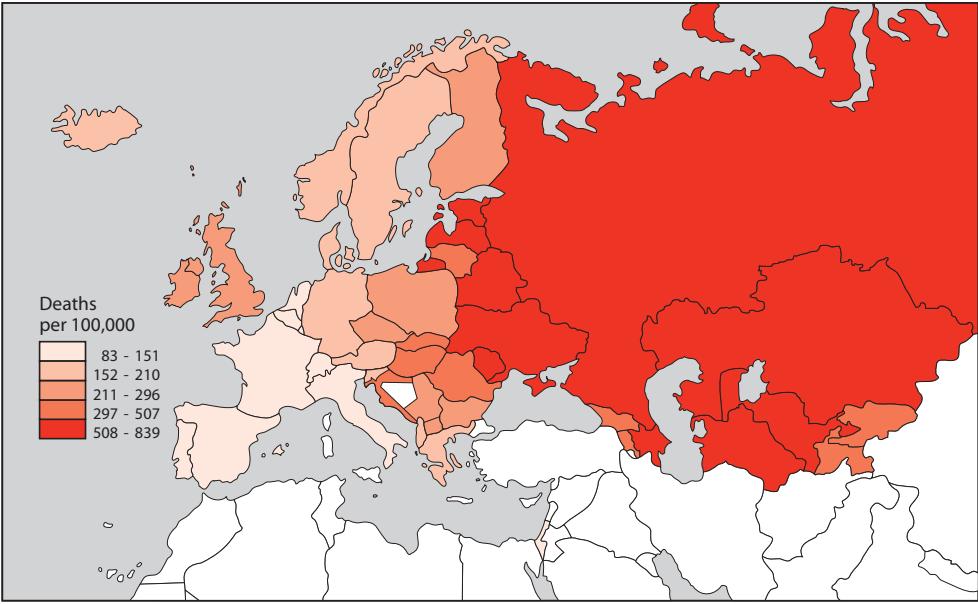 Deaths
per 100,000
83 - 151
152 - 210
211 - 296
297 - 507
508 - 839